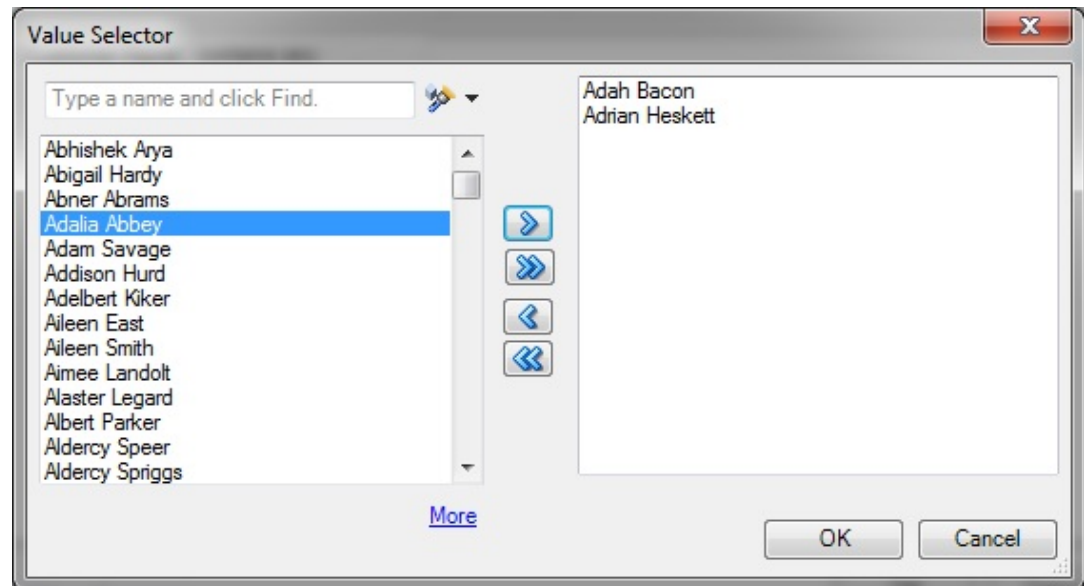 Value Selector
Type a name and click Find.
Abhishek Arya
Abigail Hardy
Abner Abrams
Adalia Abbey
Adam Savage
Addison Hurd
Adelbert Kiker
Aileen East
Aileen Smith
Aimee Landolt
Alaster Legard
Albert Parker
Aldercy Speer
Aldercy Spriggs
More
Adah Bacon
Adrian Heskett
OK
Cancel